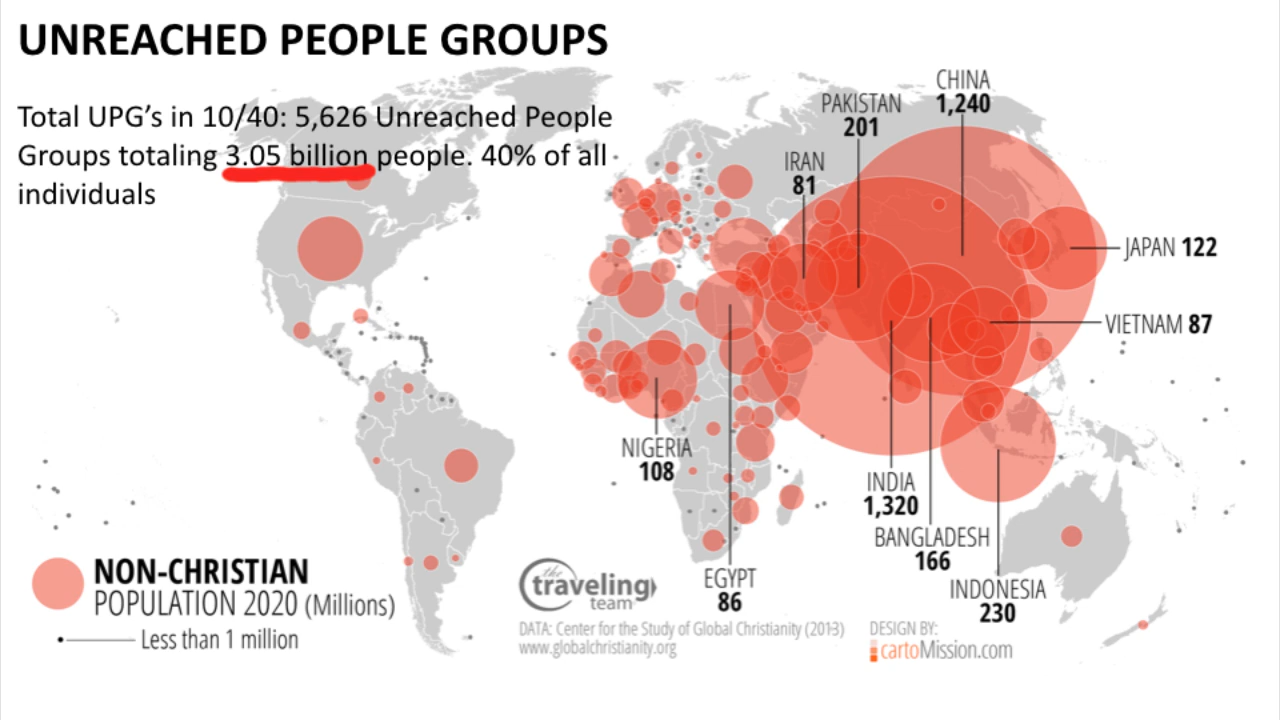 UNREACHED PEOPLE GROUPS
Total UPG's in 10/40: 5,626 Unreached People
Groups totaling 3.05 billion people. 40% of all
individuals
CHINA
1,240
PAKISTAN
201
IRAN
81
JAPAN 122
VIETNAM 87
NIGERIA
108
INDIA
1,320
BANGLADESH
166
EGYPT
86
INDONESIA
230
NON-CHRISTIAN
POPULATION 2020 (Millions)
Less than 1 million
the
traveling
team
DATA: Center for the Study of Global Christianity (2013)
www.globalchristianity.org
DESIGN BY:
cartoMission.com